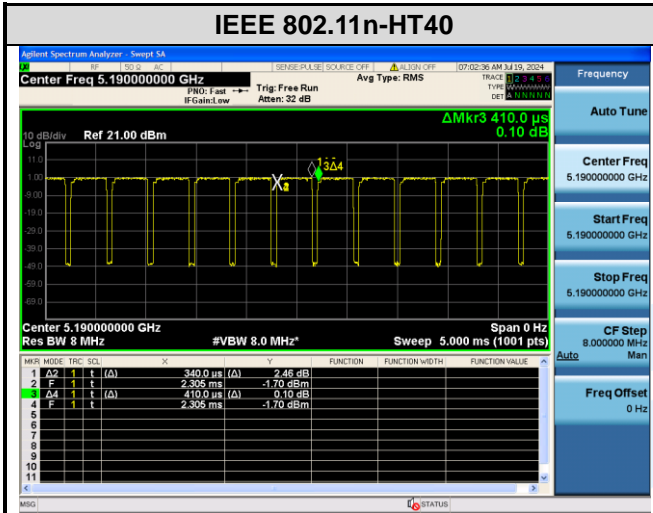 IEEE 802.11n-HT40
Agilent Spectrum Analyzer - Swept SA
RF 50 Ω AC SENSE:PULSE SOURCE OFF ALIGN OFF 07:02:36 AM Jul 19, 2024
Center Freq 5.190000000 GHz Avg Type: RMS TRACE 1 2 3 4 5 6
PNO: Fast Trig: Free Run TYPE
IFGain:Low Atten: 32 dB DET A N N N N N
Frequency
Auto Tune
ΔMkr3 410.0 µs
0.10 dB
10 dB/div Ref 21.00 dBm
Log
11.0
1.00
-9.00
-19.0
-29.0
-39.0
-49.0
-59.0
-69.0
3Δ4
Center Freq
5.190000000 GHz
Start Freq
5.190000000 GHz
Stop Freq
5.190000000 GHz
CF Step
8.000000 MHz
Auto Man
Freq Offset
0 Hz
Center 5.190000000 GHz Span 0 Hz
Res BW 8 MHz #VBW 8.0 MHz* Sweep 5.000 ms (1001 pts)
MKR MODE TRC SCL X Y FUNCTION FUNCTION WIDTH FUNCTION VALUE
1 Δ2 1 t (Δ) 340.0 µs (Δ) 2.46 dB
2 F 1 t 2.305 ms -1.70 dBm
3 Δ4 1 t (Δ) 410.0 µs (Δ) 0.10 dB
4 F 1 t 2.305 ms -1.70 dBm
5
6
7
8
9
10
11
MSG STATUS